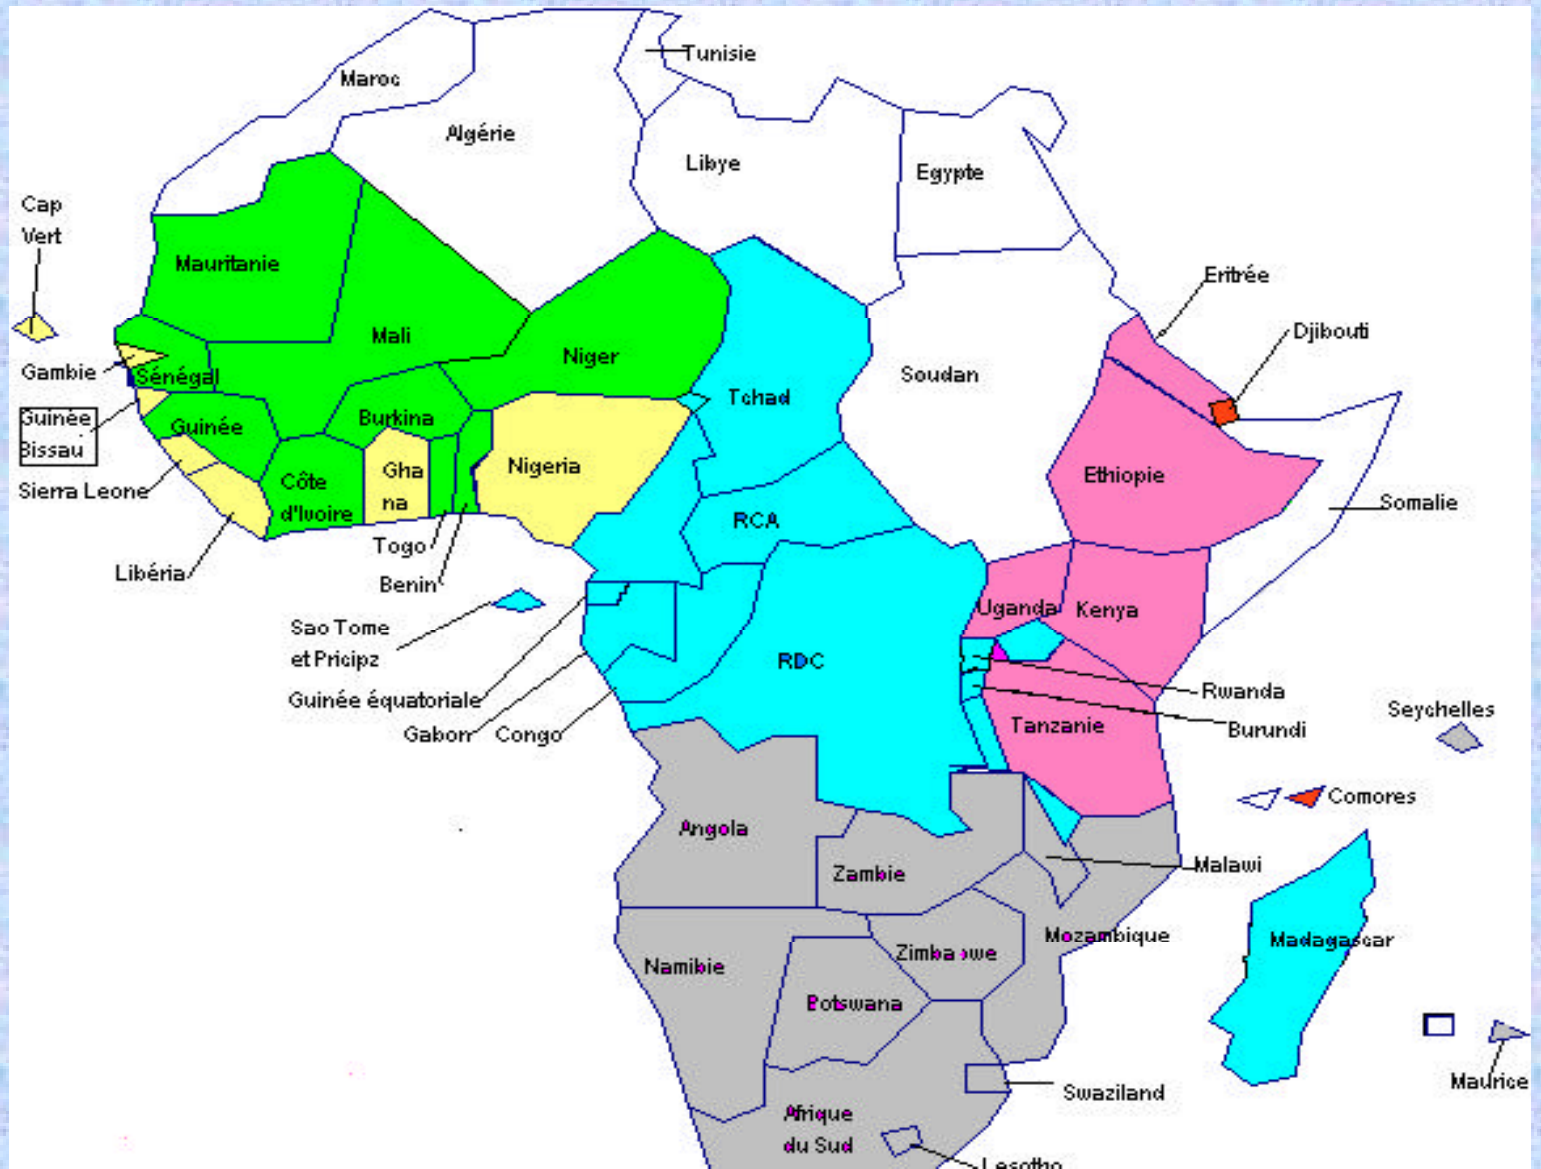 Tunisie
Maroc
Algérie
Libye
Egypte
Cap
Vert
Mauritanie
Eritrée
Djibouti
Mali
Niger
Gambie
Sénégal
Soudan
Tchad
Guinée
Bissau
Guinée
Burkina
Gha
na
Nigeria
Ethiopie
Côte
d'Ivoire
Sierra Leone
Somalie
RCA
Togo
Libéria
Benin
Uganda
Kenya
Sao Tome
et Pricipz
RDC
Rwanda
Guinée équatoriale
Seychelles
Tanzanie
Burundi
Gabon
Congo
Comores
Angola
Malawi
Zambie
Mozambique
Madagascar
Zimba we
Namibie
Botswana
Maurice
Swaziland
Afrique
du Sud
Lesotho